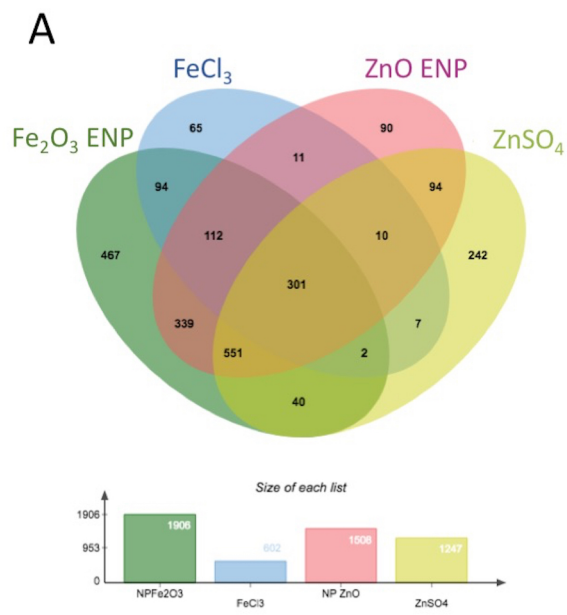 A
FeCl₃
ZnO ENP
Fe₂O₃ ENP
ZnSO₄
65
90
11
94
94
112
10
467
242
301
339
7
551
2
40
Size of each list
1906
953
0
1906
602
1508
1247
NPFe2O3
FeCl3
NP ZnO
ZnSO4